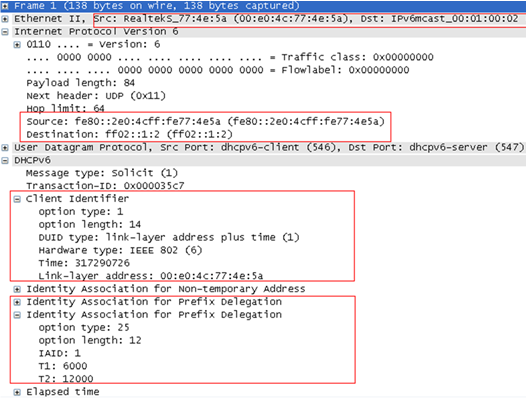 Frame 1 (138 bytes on wire, 138 bytes captured)
Ethernet II, Src: RealtekS_77:4e:5a (00:e0:4c:77:4e:5a), Dst: IPv6mcast_00:01:00:02
Internet Protocol Version 6
0110 .... = Version: 6
.... 0000 0000 .... .... .... .... .... = Traffic class: 0x00000000
.... .... .... 0000 0000 0000 0000 0000 = Flowlabel: 0x00000000
Payload length: 84
Next header: UDP (0x11)
Hop limit: 64
Source: fe80::2e0:4cff:fe77:4e5a (fe80::2e0:4cff:fe77:4e5a)
Destination: ff02::1:2 (ff02::1:2)
User Datagram Protocol, Src Port: dhcpv6-client (546), Dst Port: dhcpv6-server (547)
DHCPv6
Message type: Solicit (1)
Transaction-ID: 0x000035c7
Client Identifier
option type: 1
option length: 14
DUID type: link-layer address plus time (1)
Hardware type: IEEE 802 (6)
Time: 317290726
Link-layer address: 00:e0:4c:77:4e:5a
Identity Association for Non-temporary Address
Identity Association for Prefix Delegation
Identity Association for Prefix Delegation
option type: 25
option length: 12
IAID: 1
T1: 6000
T2: 12000
Elapsed time